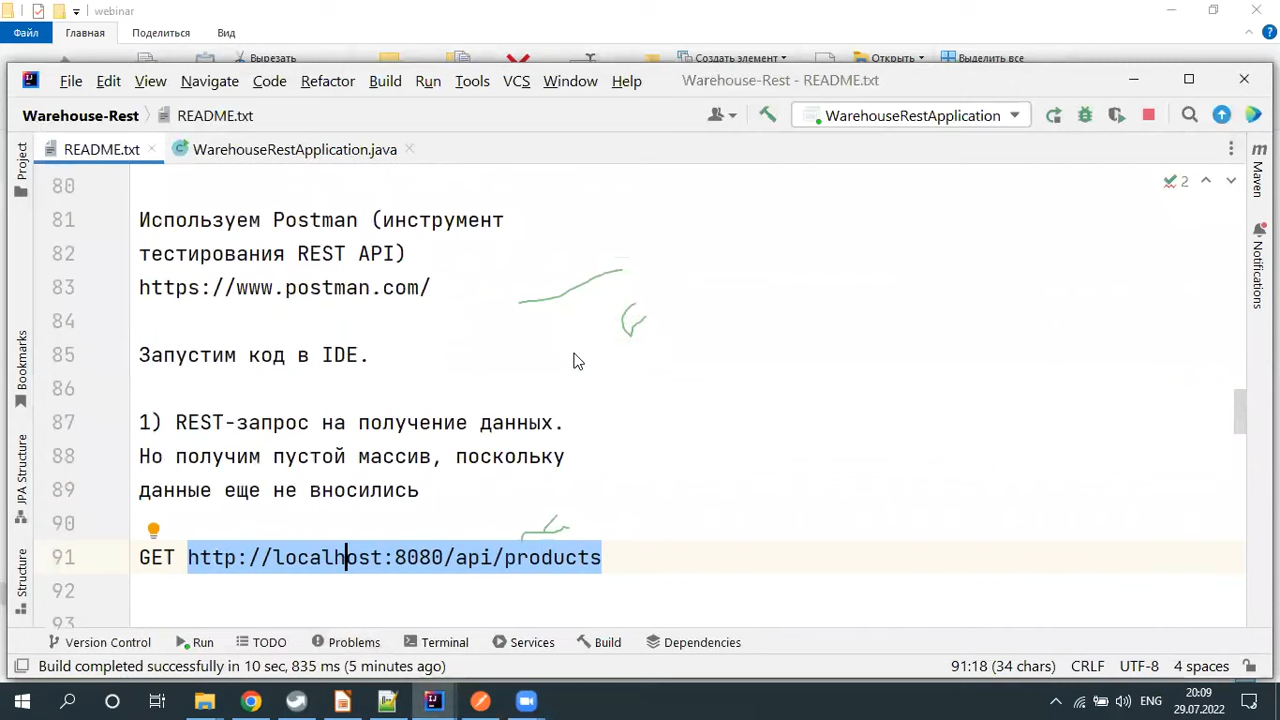 webinar
Файл Главная Поделиться Вид
Вырезать Создать элемент Открыть Выделить все
File Edit View Navigate Code Refactor Build Run Tools VCS Window Help Warehouse-Rest - README.txt
Warehouse-Rest README.txt WarehouseRestApplication
README.txt WarehouseRestApplication.java
Project
Bookmarks
JPA Structure
Structure
80
81 Используем Postman (инструмент
82 тестирования REST API)
83 https://www.postman.com/
84
85 Запустим код в IDE.
86
87 1) REST-запрос на получение данных.
88 Но получим пустой массив, поскольку
89 данные еще не вносились
90
91 GET http://localhost:8080/api/products
92
93
2
Maven
Notifications
Version Control Run TODO Problems Terminal Services Build Dependencies
Build completed successfully in 10 sec, 835 ms (5 minutes ago) 91:18 (34 chars) CRLF UTF-8 4 spaces
ENG 20:09
29.07.2022